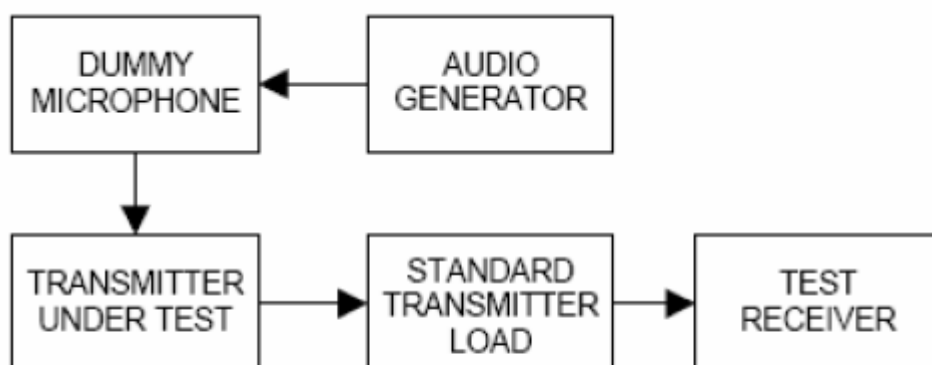 DUMMY
MICROPHONE
AUDIO
GENERATOR
TRANSMITTER
UNDER TEST
STANDARD
TRANSMITTER
LOAD
TEST
RECEIVER